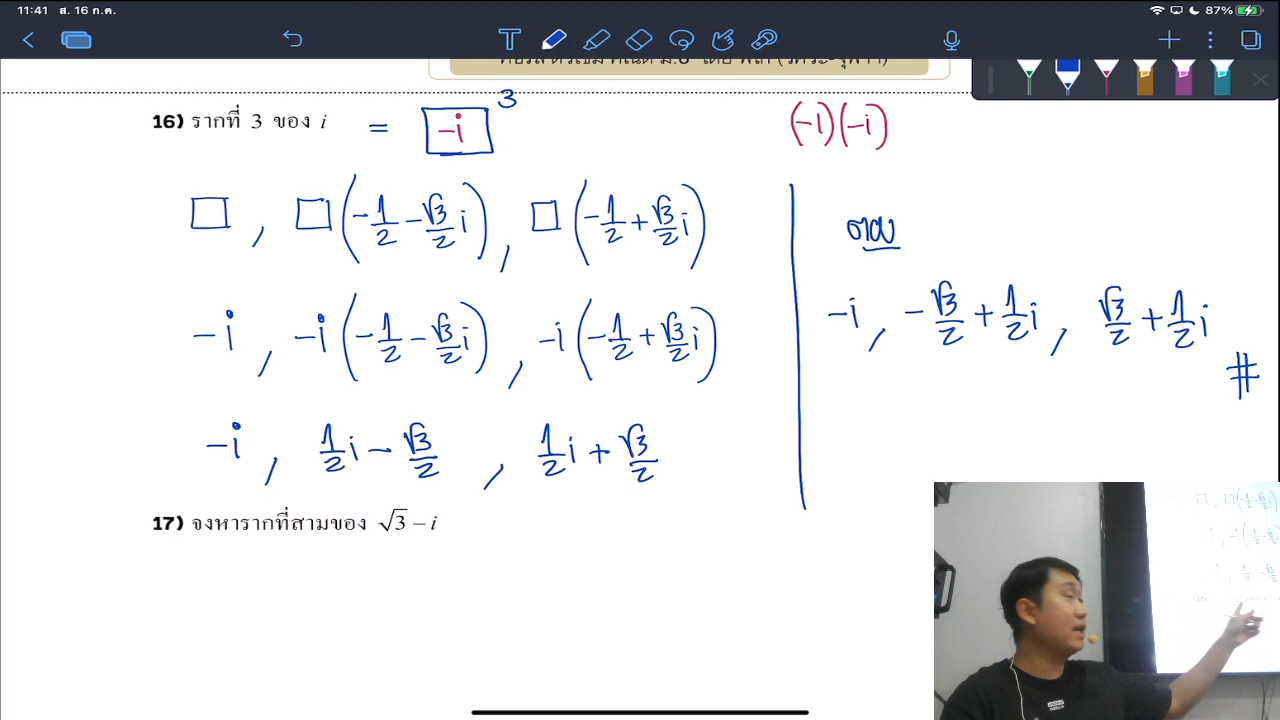 11:41 ส. 16 ก.ค. 87%
16) รากที่ 3 ของ i = -i 3 (-i)(-i)
□ , □(-1/2 - √3/2 i) , □(-1/2 + √3/2 i)
ตอบ
-i , -i(-1/2 - √3/2 i) , -i(-1/2 + √3/2 i)
-i , -√3/2 + 1/2 i , √3/2 + 1/2 i #
-i , 1/2 i - √3/2 , 1/2 i + √3/2
17) จงหารากที่สามของ √3 - i